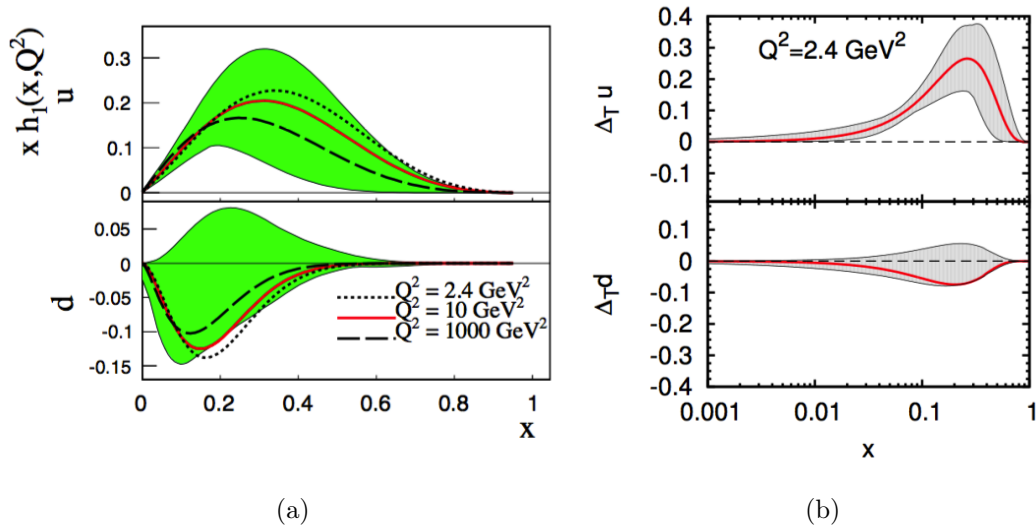 x h₁(x,Q²)
u
0.3
0.2
0.1
0
d
0.05
0
-0.05
-0.1
-0.15
Q² = 2.4 GeV²
Q² = 10 GeV²
Q² = 1000 GeV²
0 0.2 0.4 0.6 0.8 1
x
(a)
Q²=2.4 GeV²
Δ_T u
0.4
0.3
0.2
0.1
0
-0.1
Δ_T d
0.1
0
-0.1
-0.2
-0.3
-0.4
0.001 0.01 0.1 1
x
(b)